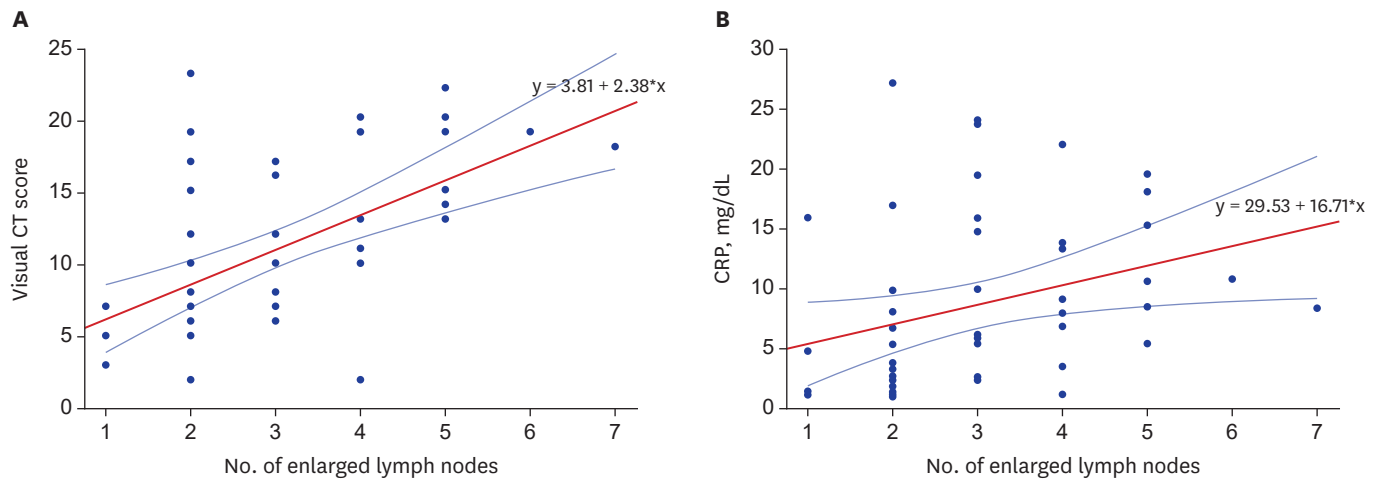 A
Visual CT score
25
20
15
10
5
0
y = 3.81 + 2.38*x
1 2 3 4 5 6 7
No. of enlarged lymph nodes
B
CRP, mg/dL
30
25
20
15
10
5
0
y = 29.53 + 16.71*x
1 2 3 4 5 6 7
No. of enlarged lymph nodes